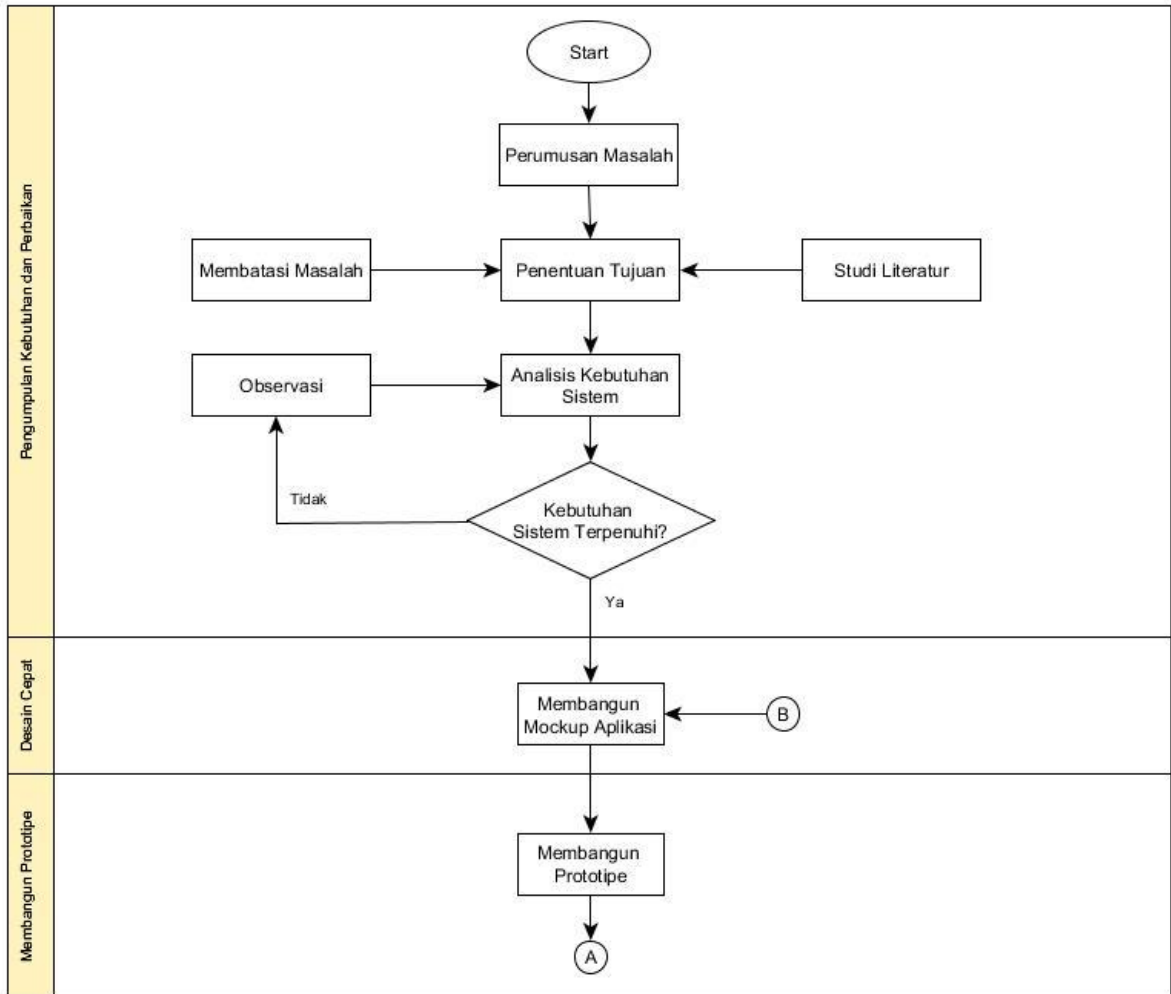 Pengumpulan Kebutuhan dan Perbaikan
Start
Perumusan Masalah
Membatasi Masalah
Penentuan Tujuan
Studi Literatur
Observasi
Analisis Kebutuhan
Sistem
Tidak
Kebutuhan
Sistem Terpenuhi?
Ya
Desain Cepat
Membangun
Mockup Aplikasi
B
Membangun Prototipe
Membangun
Prototipe
A